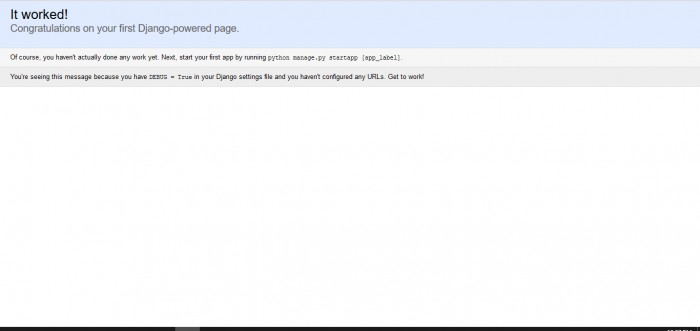 It worked!
Congratulations on your first Django-powered page.
Of course, you haven't actually done any work yet. Next, start your first app by running python manage.py startapp [app_label].
You're seeing this message because you have DEBUG = True in your Django settings file and you haven't configured any URLs. Get to work!